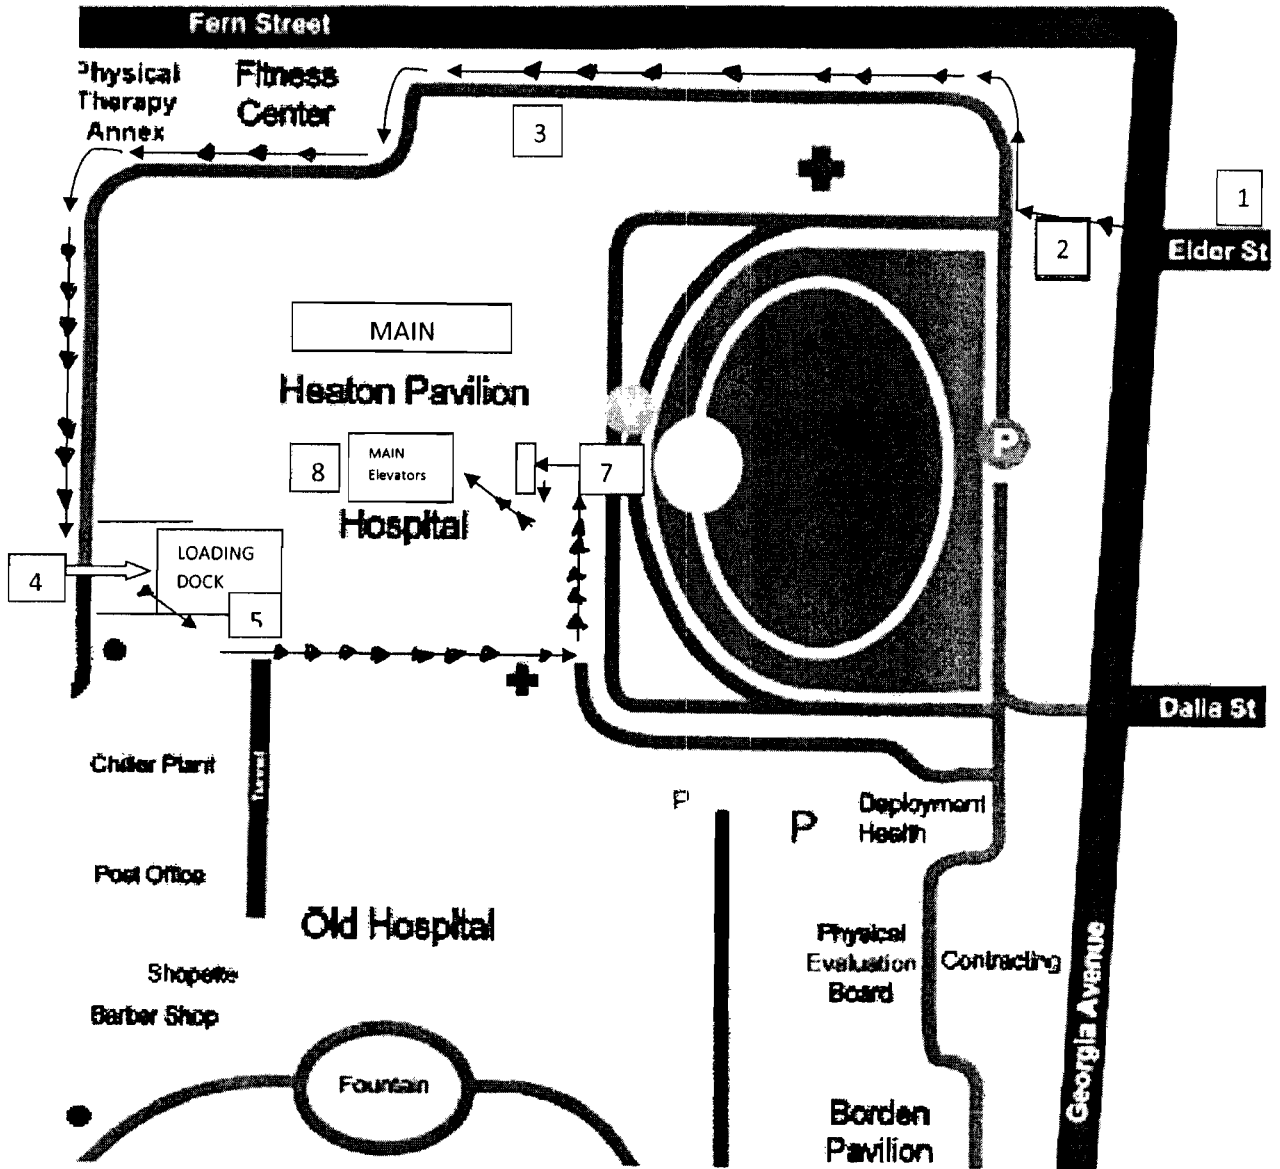 Fern Street
Physical
Therapy
Annex
Fitness
Center
3
1
2
Elder St
MAIN
Heaton Pavilion
8
MAIN
Elevators
7
P
Hospital
4
LOADING
DOCK
5
Dalia St
Chiller Plant
Tunnel
P
P
Deployment
Health
Post Office
Old Hospital
Physical
Evaluation
Board
Contracting
Georgia Avenue
Shopette
Barber Shop
Fountain
Borden
Pavilion